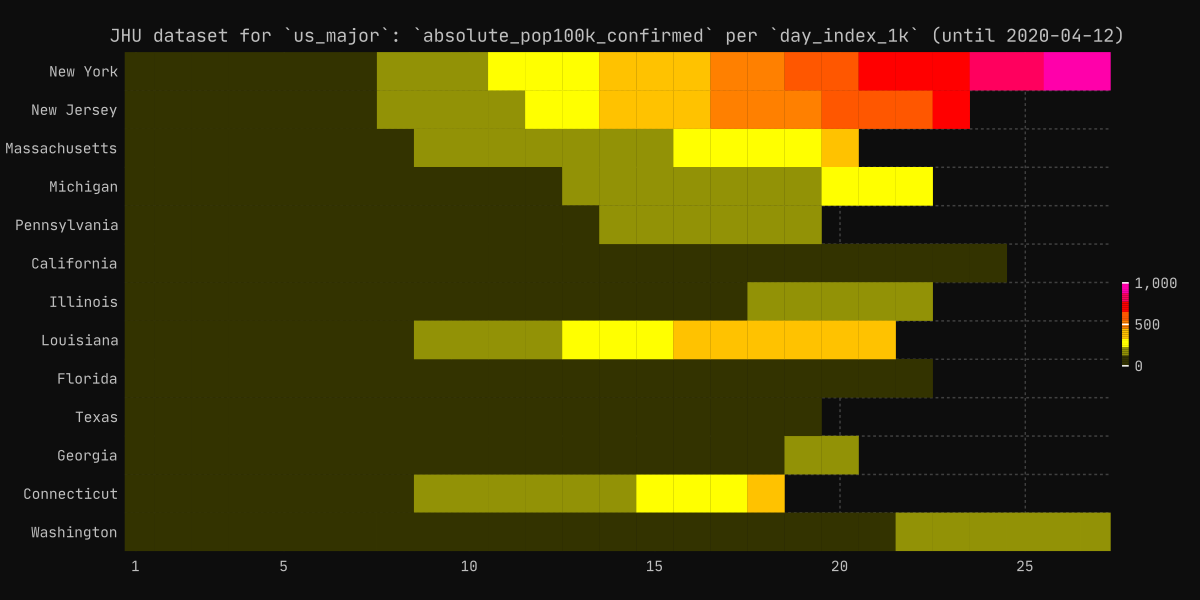 JHU dataset for `us_major`: `absolute_pop100k_confirmed` per `day_index_1k` (until 2020-04-12)
New York
New Jersey
Massachusetts
Michigan
Pennsylvania
California
Illinois
Louisiana
Florida
Texas
Georgia
Connecticut
Washington
1 5 10 15 20 25
1,000
500
0